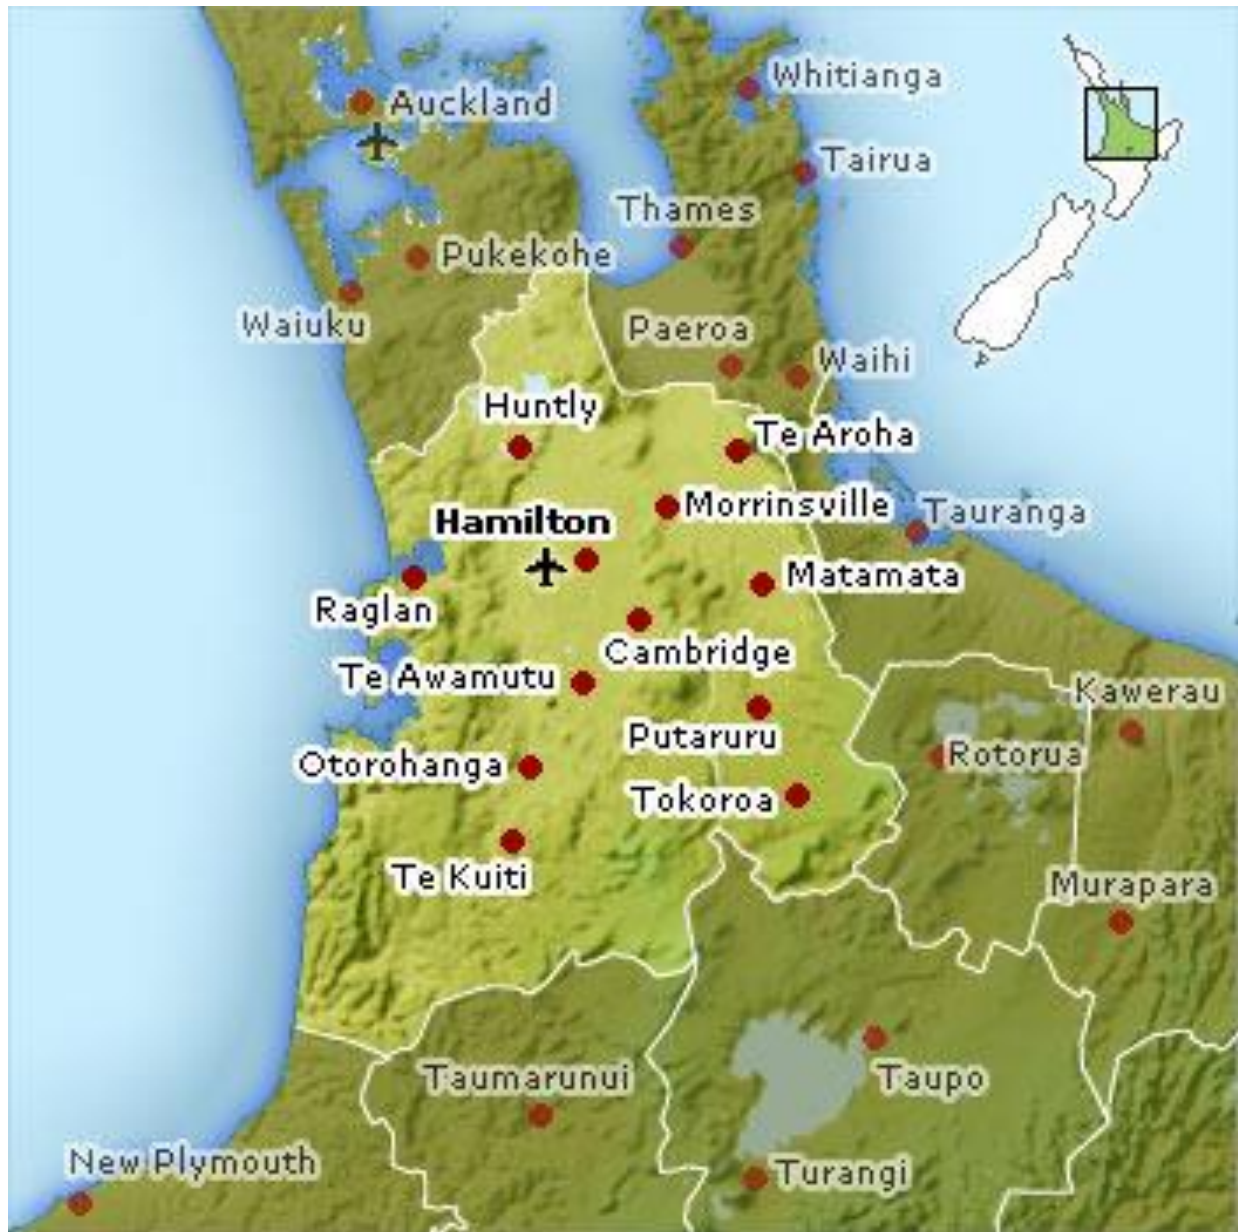 Whitianga
Auckland
Tairua
Thames
Pukekohe
Waiuku
Paeroa
Waihi
Huntly
Te Aroha
Morrinsville
Tauranga
Hamilton
Matamata
Raglan
Cambridge
Te Awamutu
Kawerau
Putaruru
Rotorua
Otorohanga
Tokoroa
Te Kuiti
Murapara
Taumarunui
Taupo
New Plymouth
Turangi